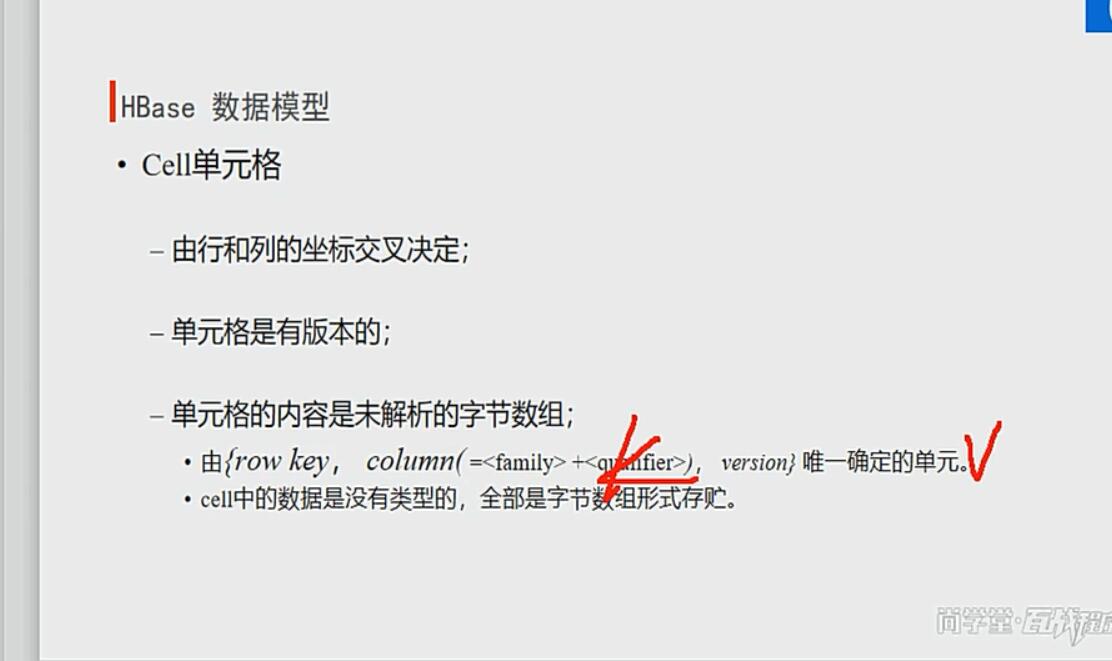 HBase 数据模型
• Cell单元格
– 由行和列的坐标交叉决定;
– 单元格是有版本的;
– 单元格的内容是未解析的字节数组;
• 由{row key， column(=<family> +<qualifier>)， version} 唯一确定的单元。V
• cell中的数据是没有类型的，全部是字节数组形式存贮。
尚学堂·百战程序